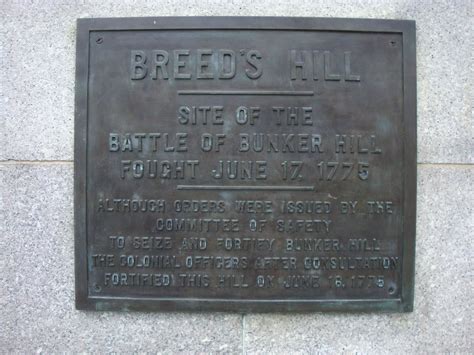 BREED'S HILL
SITE OF THE
BATTLE OF BUNKER HILL
FOUGHT JUNE 17, 1775
ALTHOUGH ORDERS WERE ISSUED BY THE
COMMITTEE OF SAFETY
TO SEIZE AND FORTIFY BUNKER HILL
THE COLONIAL OFFICERS AFTER CONSULTATION
FORTIFIED THIS HILL ON JUNE 16, 1775